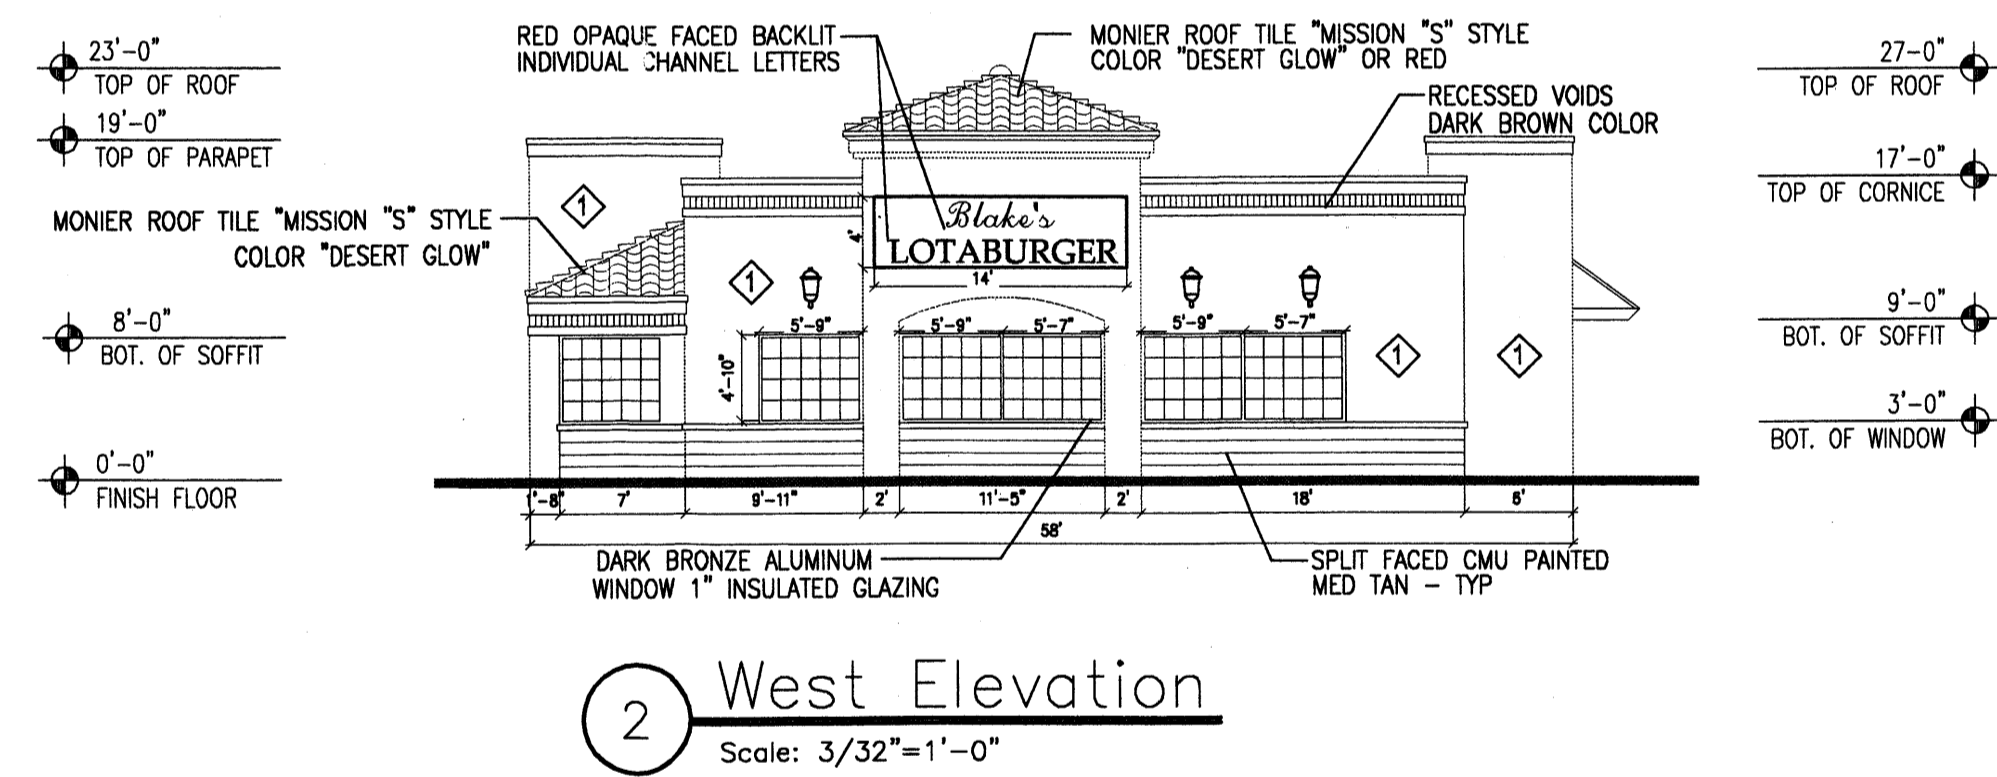 23'-0"
TOP OF ROOF
19'-0"
TOP OF PARAPET
MONIER ROOF TILE "MISSION "S" STYLE
COLOR "DESERT GLOW"
8'-0"
BOT. OF SOFFIT
0'-0"
FINISH FLOOR
RED OPAQUE FACED BACKLIT
INDIVIDUAL CHANNEL LETTERS
MONIER ROOF TILE "MISSION "S" STYLE
COLOR "DESERT GLOW" OR RED
RECESSED VOIDS
DARK BROWN COLOR
27-0"
TOP OF ROOF
17'-0"
TOP OF CORNICE
9'-0"
BOT. OF SOFFIT
3'-0"
BOT. OF WINDOW
1
1
1
1
Blake's
LOTABURGER
4'
14'
5'-9"
5'-9"
5'-7"
5'-9"
5'-7"
4'-10"
1'-8"
7'
9'-11"
2'
11'-5"
2'
18'
6'
58'
DARK BRONZE ALUMINUM
WINDOW 1" INSULATED GLAZING
SPLIT FACED CMU PAINTED
MED TAN - TYP
2
West Elevation
Scale: 3/32"=1'-0"